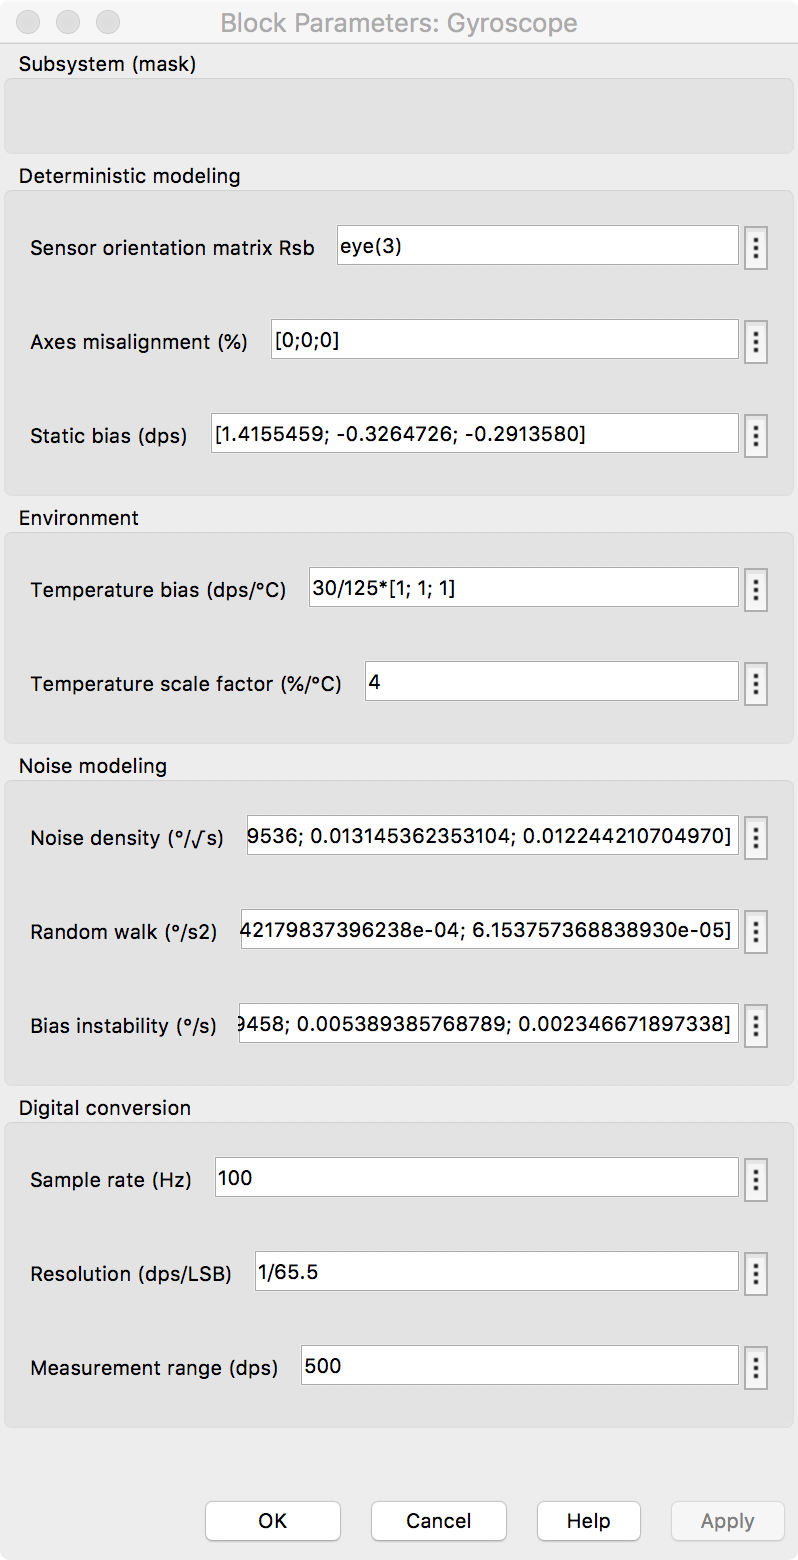 Block Parameters: Gyroscope
Subsystem (mask)
Deterministic modeling
Sensor orientation matrix Rsb eye(3)
Axes misalignment (%) [0;0;0]
Static bias (dps) [1.4155459; -0.3264726; -0.2913580]
Environment
Temperature bias (dps/°C) 30/125*[1; 1; 1]
Temperature scale factor (%/°C) 4
Noise modeling
Noise density (°/√s) 9536; 0.013145362353104; 0.012244210704970]
Random walk (°/s2) 42179837396238e-04; 6.153757368838930e-05]
Bias instability (°/s) 9458; 0.005389385768789; 0.002346671897338]
Digital conversion
Sample rate (Hz) 100
Resolution (dps/LSB) 1/65.5
Measurement range (dps) 500
OK Cancel Help Apply